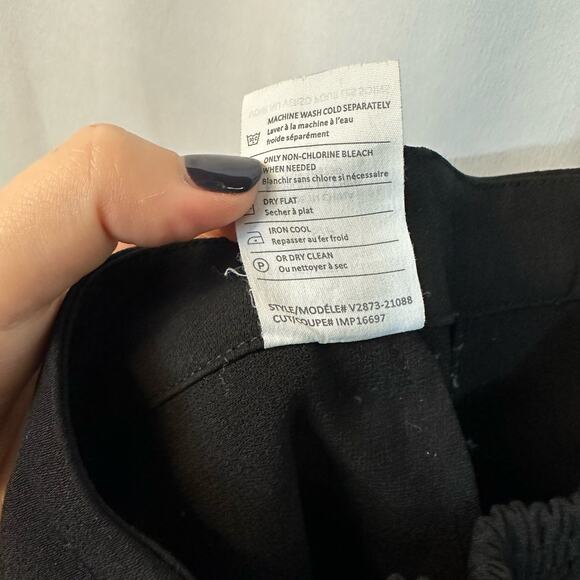 MACHINE WASH COLD SEPARATELY
Laver à la machine à l'eau
froide séparément
ONLY NON-CHLORINE BLEACH
WHEN NEEDED
Blanchir sans chlore si nécessaire
DRY FLAT
Secher à plat
IRON COOL
Repasser au fer froid
P
OR DRY CLEAN
Ou nettoyer à sec
STYLE/MODÉLE# V2873-21088
CUT/COUPE# IMP16697